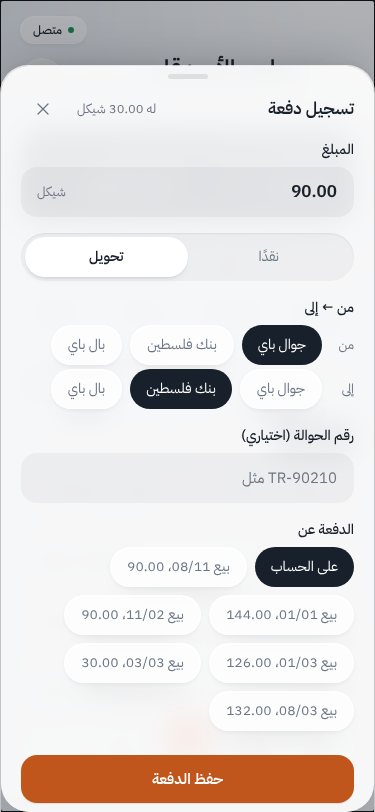 متصل
تسجيل دفعة
له 30.00 شيكل
المبلغ
90.00 شيكل
نقدًا تحويل
من ← إلى
من جوال باي بنك فلسطين بال باي
إلى جوال باي بنك فلسطين بال باي
رقم الحوالة (اختياري)
مثل TR-90210
الدفعة عن
على الحساب بيع 08/11، 90.00
بيع 01/01، 144.00 بيع 11/02، 90.00
بيع 01/03، 126.00 بيع 03/03، 30.00
بيع 08/03، 132.00
حفظ الدفعة